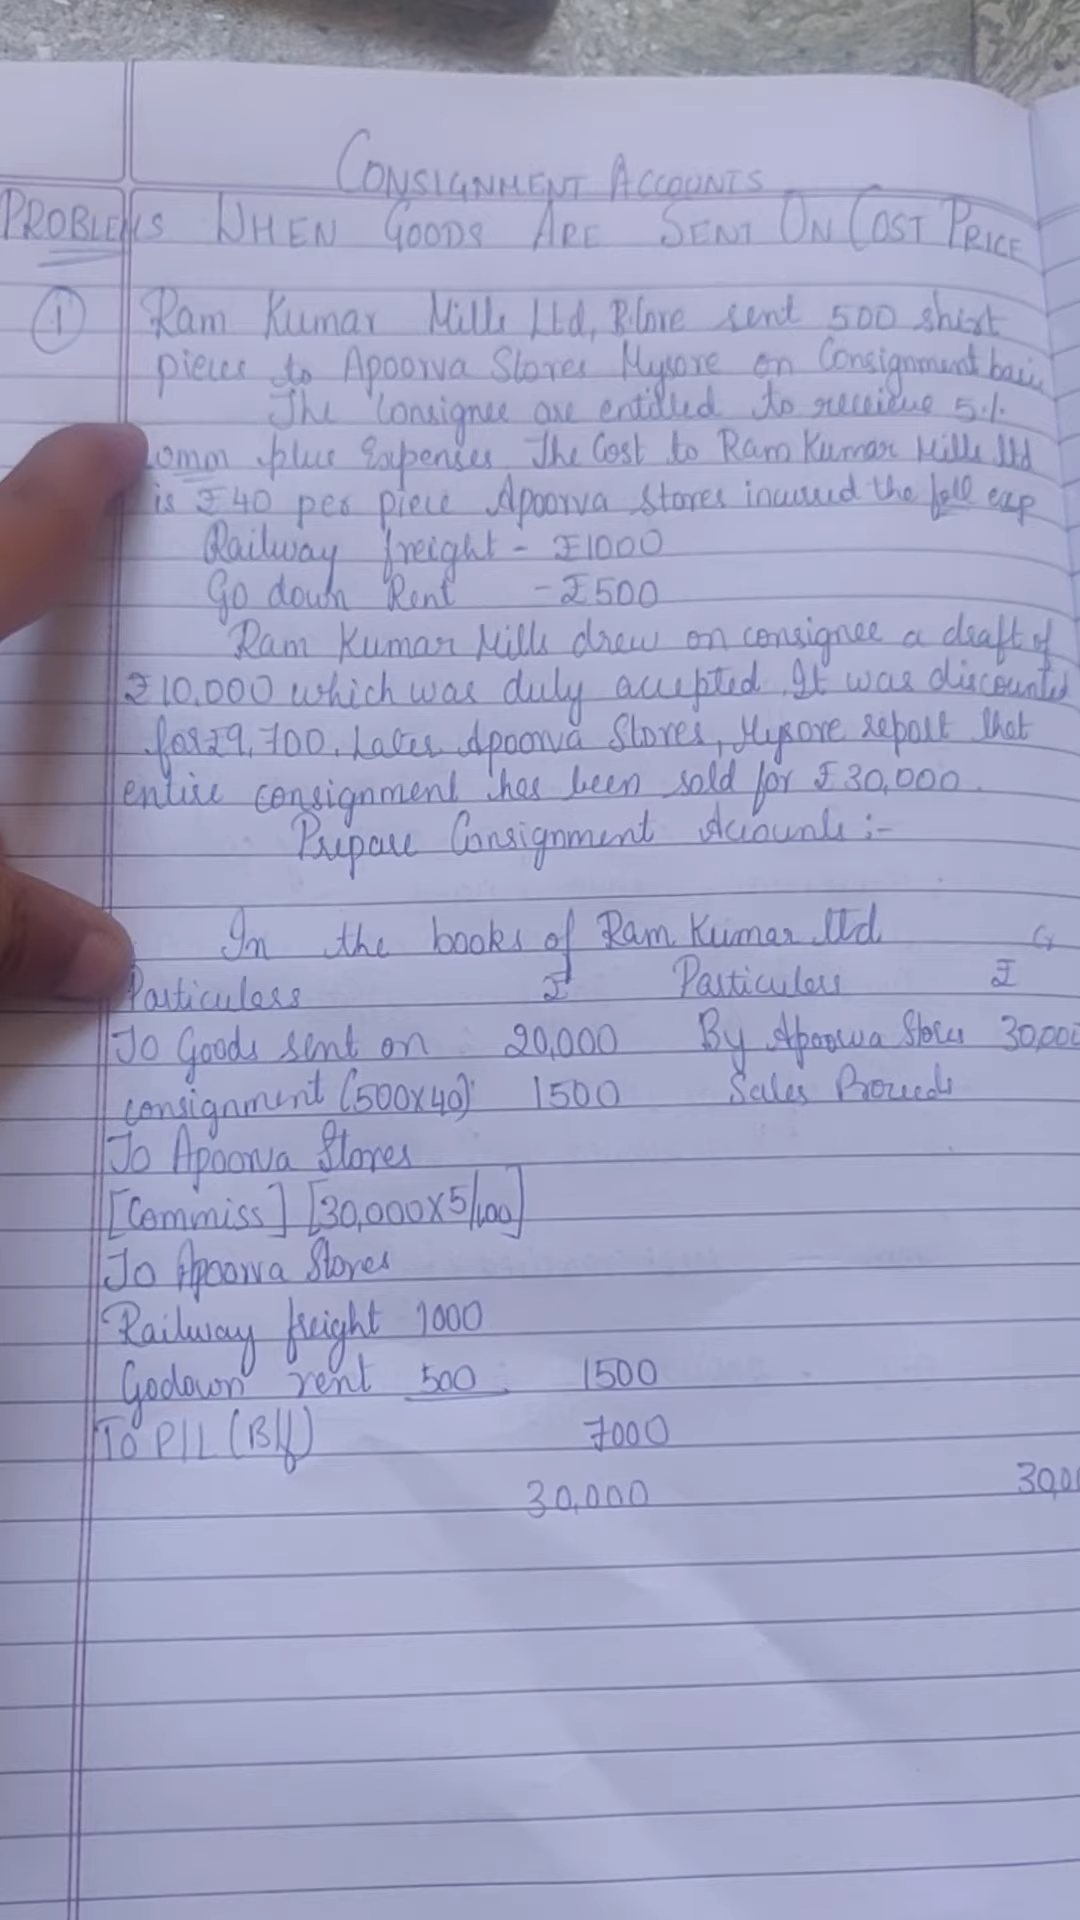 CONSIGNMENT ACCOUNTS
PROBLEMS WHEN GOODS ARE SENT ON COST PRICE
① Ram Kumar Mills Ltd, B.lore sent 500 shirt
pieces to Apoorva Stores Mysore on Consignment basis
The Consignee are entitled to receive 5%
comm plus Expenses The Cost to Ram Kumar Mills ltd
is ₹40 per piece Apoorva Stores incurred the foll exp
Railway freight - ₹1000
Go down Rent - ₹500
Ram Kumar Mills drew on consignee a draft of
₹10,000 which was duly accepted. It was discounted
for ₹9,700. Later Apoorva Stores, Mysore report that
entire consignment has been sold for ₹30,000.
Prepare Consignment Accounts :-
In the books of Ram Kumar ltd Cr
Particulars ₹ Particulars ₹
To Goods sent on 20,000 By Apoorva Stores 30,000
consignment (500x40) 1500 Sales Proceeds
To Apoorva Stores
[Commiss] [30,000x5/100]
To Apoorva Stores
Railway freight 1000
Godown rent 500 1500
To P/L (B/f) 7000
30,000 30,0